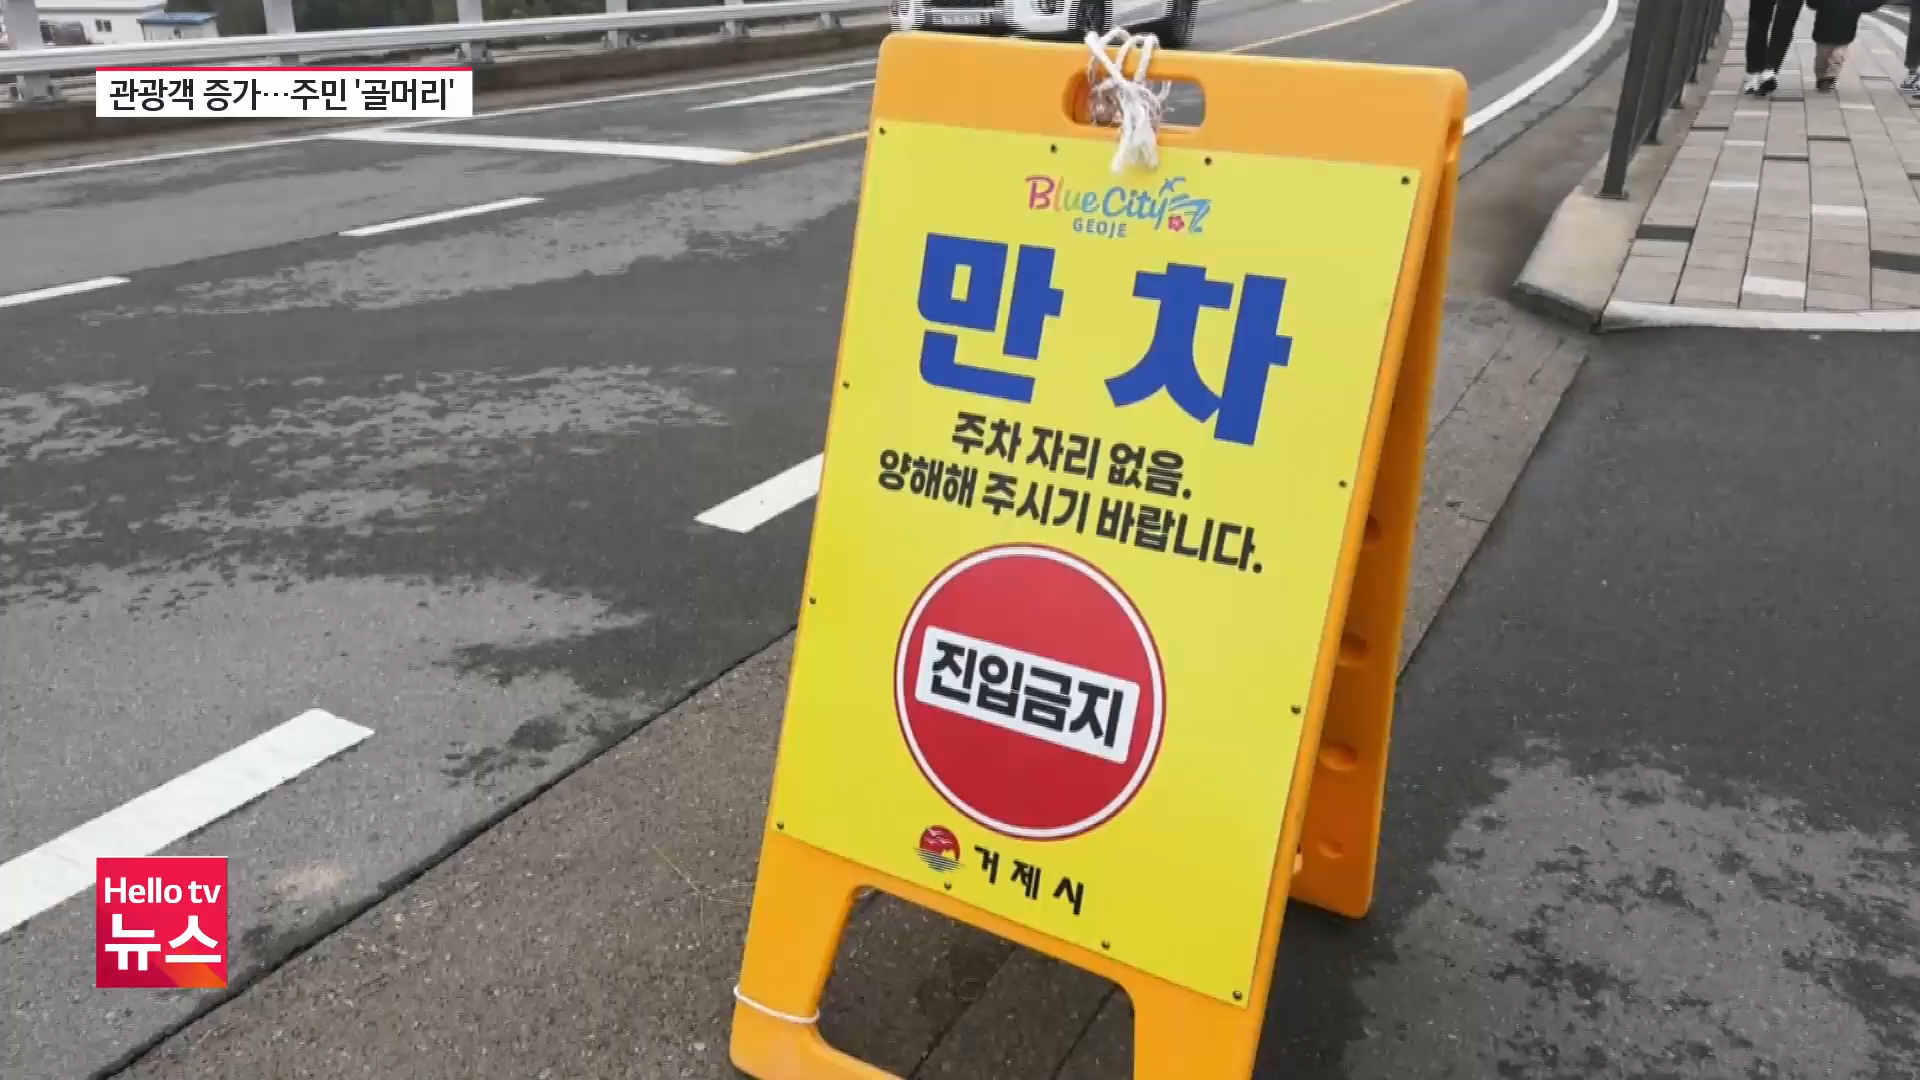 관광객 증가…주민 '골머리'
Blue City
GEOJE
만 차
주차 자리 없음.
양해해 주시기 바랍니다.
진입금지
거제시
Hello tv
뉴스